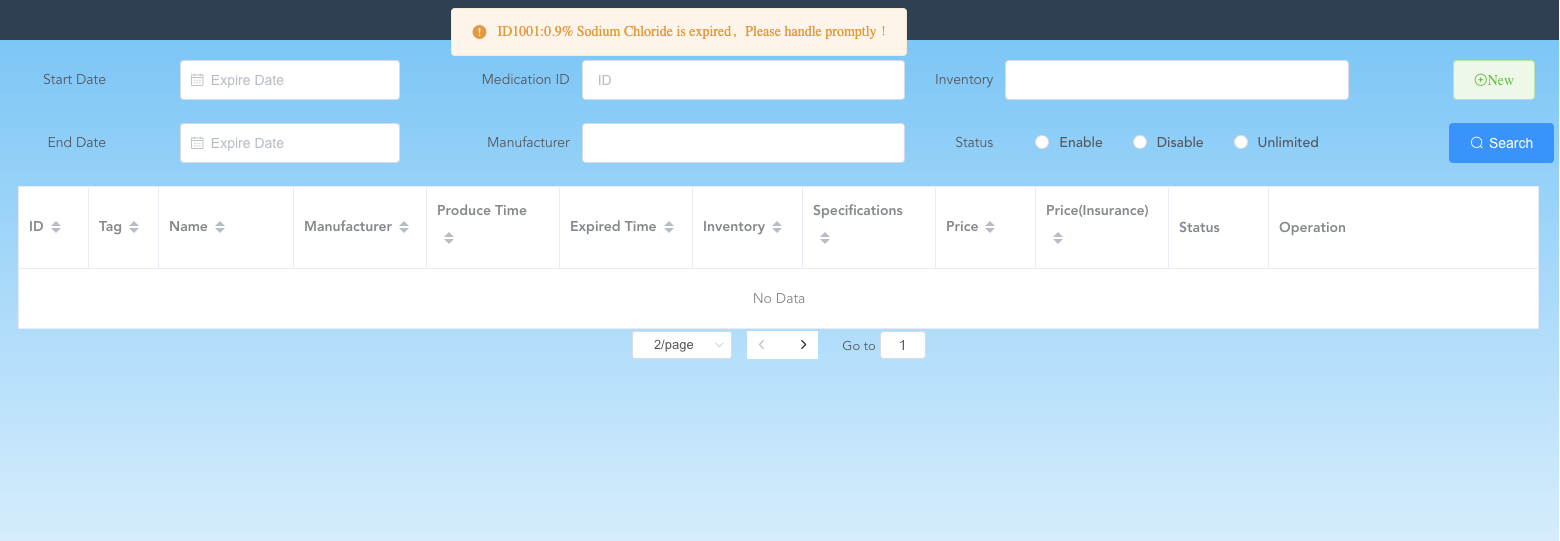 ID1001:0.9% Sodium Chloride is expired，Please handle promptly！
Start Date
Expire Date
Medication ID
ID
Inventory
New
End Date
Expire Date
Manufacturer
Status
Enable
Disable
Unlimited
Search
ID
Tag
Name
Manufacturer
Produce Time
Expired Time
Inventory
Specifications
Price
Price(Insurance)
Status
Operation
No Data
2/page
Go to
1